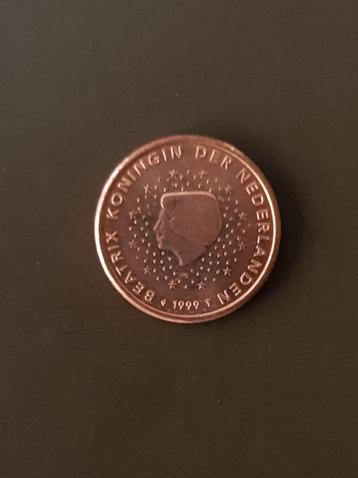 BEATRIX KONINGIN DER NEDERLANDEN
1999